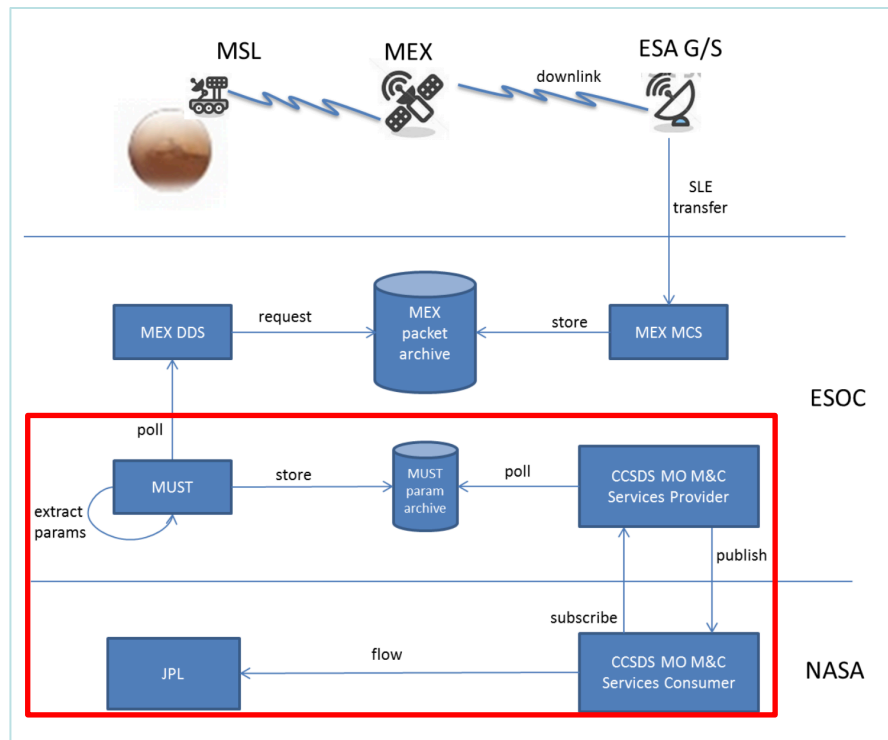 MSL
MEX
ESA G/S
downlink
SLE
transfer
MEX DDS
request
MEX
packet
archive
store
MEX MCS
ESOC
poll
MUST
extract
params
store
MUST
param
archive
poll
CCSDS MO M&C
Services Provider
publish
subscribe
JPL
flow
CCSDS MO M&C
Services Consumer
NASA